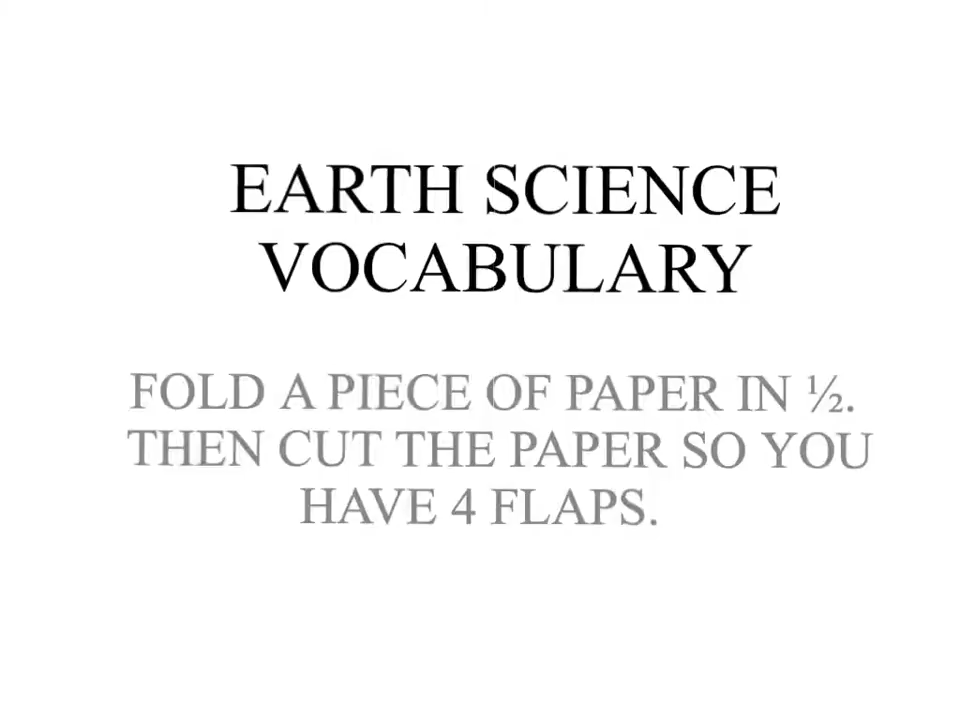 EARTH SCIENCE
VOCABULARY
FOLD A PIECE OF PAPER IN ½.
THEN CUT THE PAPER SO YOU
HAVE 4 FLAPS.